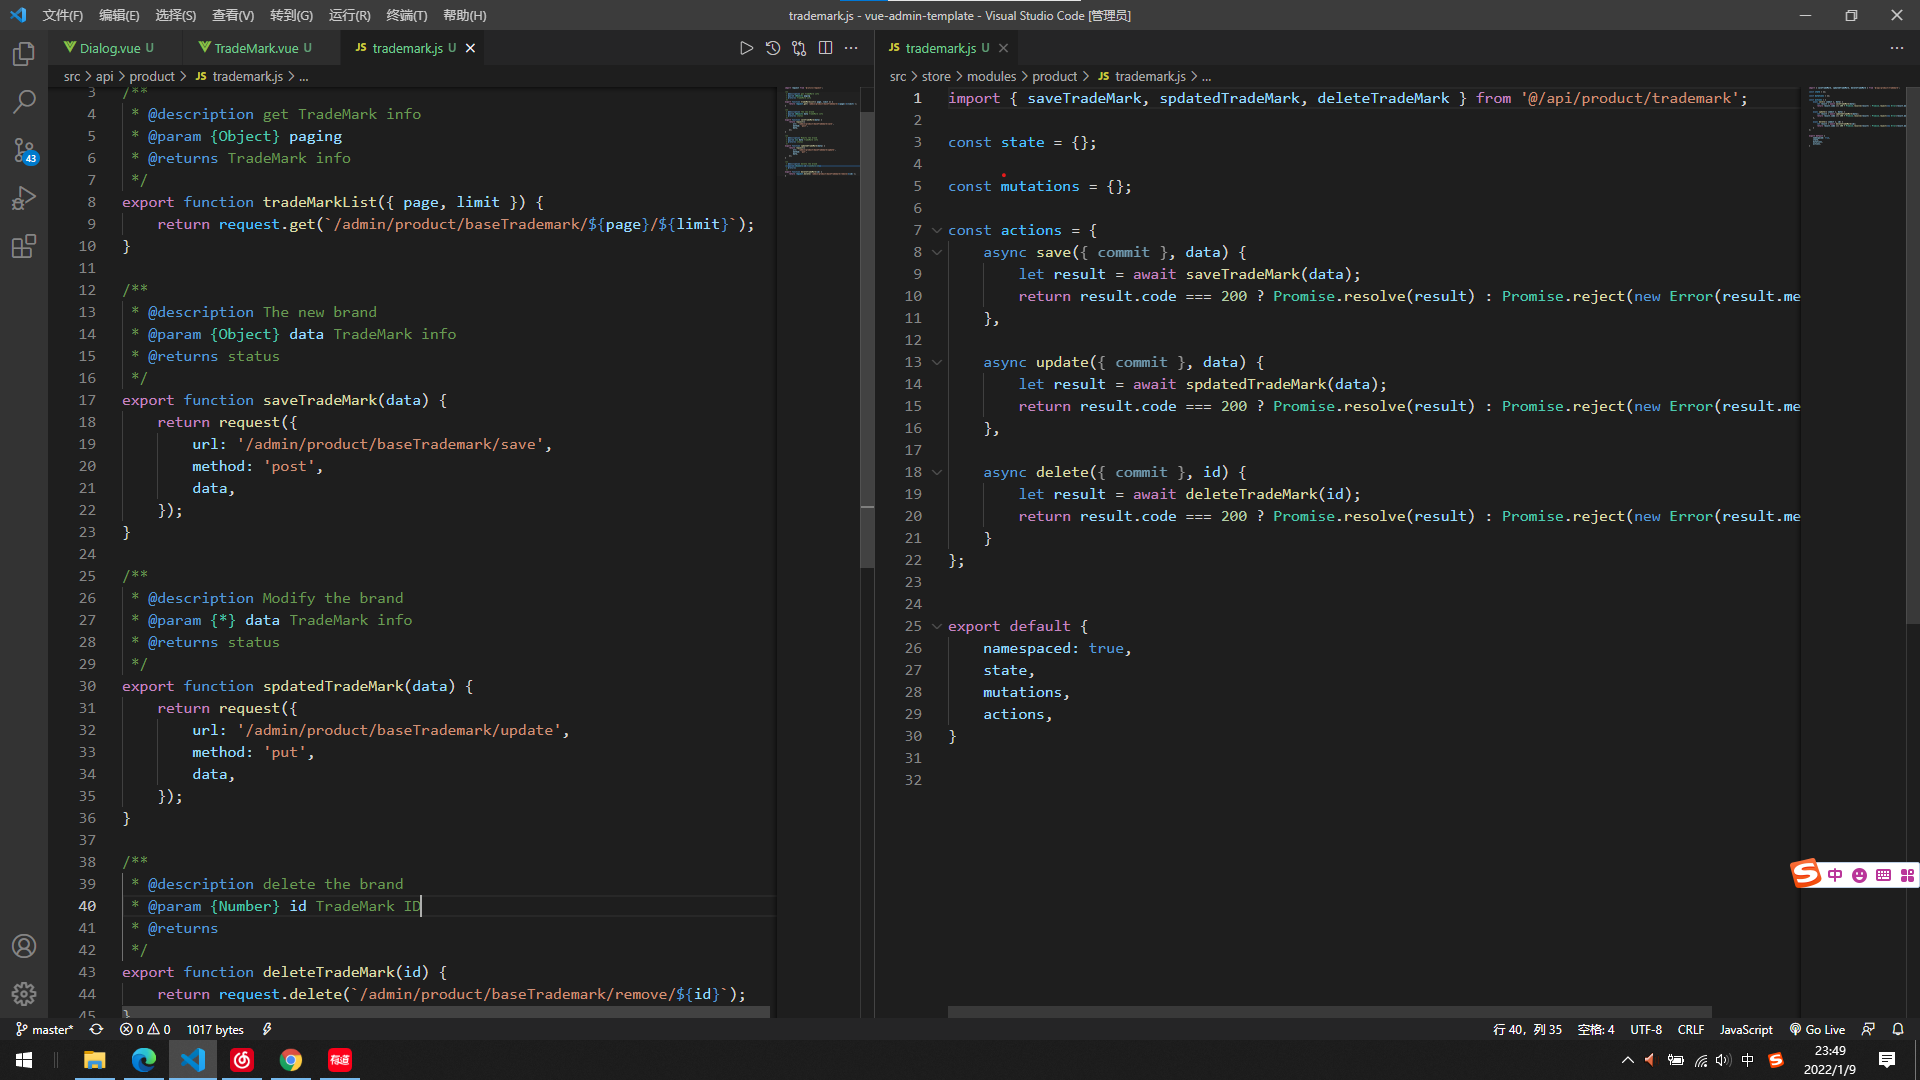 文件(F) 编辑(E) 选择(S) 查看(V) 转到(G) 运行(R) 终端(T) 帮助(H)
trademark.js - vue-admin-template - Visual Studio Code [管理员]
Dialog.vue U
TradeMark.vue U
JS trademark.js U
src > api > product > JS trademark.js > ...
3 /**
4 * @description get TradeMark info
5 * @param {Object} paging
6 * @returns TradeMark info
7 */
8 export function tradeMarkList({ page, limit }) {
9 return request.get(`/admin/product/baseTrademark/${page}/${limit}`);
10 }
11
12 /**
13 * @description The new brand
14 * @param {Object} data TradeMark info
15 * @returns status
16 */
17 export function saveTradeMark(data) {
18 return request({
19 url: '/admin/product/baseTrademark/save',
20 method: 'post',
21 data,
22 });
23 }
24
25 /**
26 * @description Modify the brand
27 * @param {*} data TradeMark info
28 * @returns status
29 */
30 export function spdatedTradeMark(data) {
31 return request({
32 url: '/admin/product/baseTrademark/update',
33 method: 'put',
34 data,
35 });
36 }
37
38 /**
39 * @description delete the brand
40 * @param {Number} id TradeMark ID
41 * @returns
42 */
43 export function deleteTradeMark(id) {
44 return request.delete(`/admin/product/baseTrademark/remove/${id}`);
45 }
JS trademark.js U
src > store > modules > product > JS trademark.js > ...
1 import { saveTradeMark, spdatedTradeMark, deleteTradeMark } from '@/api/product/trademark';
2
3 const state = {};
4
5 const mutations = {};
6
7 const actions = {
8 async save({ commit }, data) {
9 let result = await saveTradeMark(data);
10 return result.code === 200 ? Promise.resolve(result) : Promise.reject(new Error(result.me
11 },
12
13 async update({ commit }, data) {
14 let result = await spdatedTradeMark(data);
15 return result.code === 200 ? Promise.resolve(result) : Promise.reject(new Error(result.me
16 },
17
18 async delete({ commit }, id) {
19 let result = await deleteTradeMark(id);
20 return result.code === 200 ? Promise.resolve(result) : Promise.reject(new Error(result.me
21 }
22 };
23
24
25 export default {
26 namespaced: true,
27 state,
28 mutations,
29 actions,
30 }
31
32
43
S 中
master* 0 0 1017 bytes
行 40，列 35 空格: 4 UTF-8 CRLF JavaScript Go Live
有道
中 S
23:49
2022/1/9